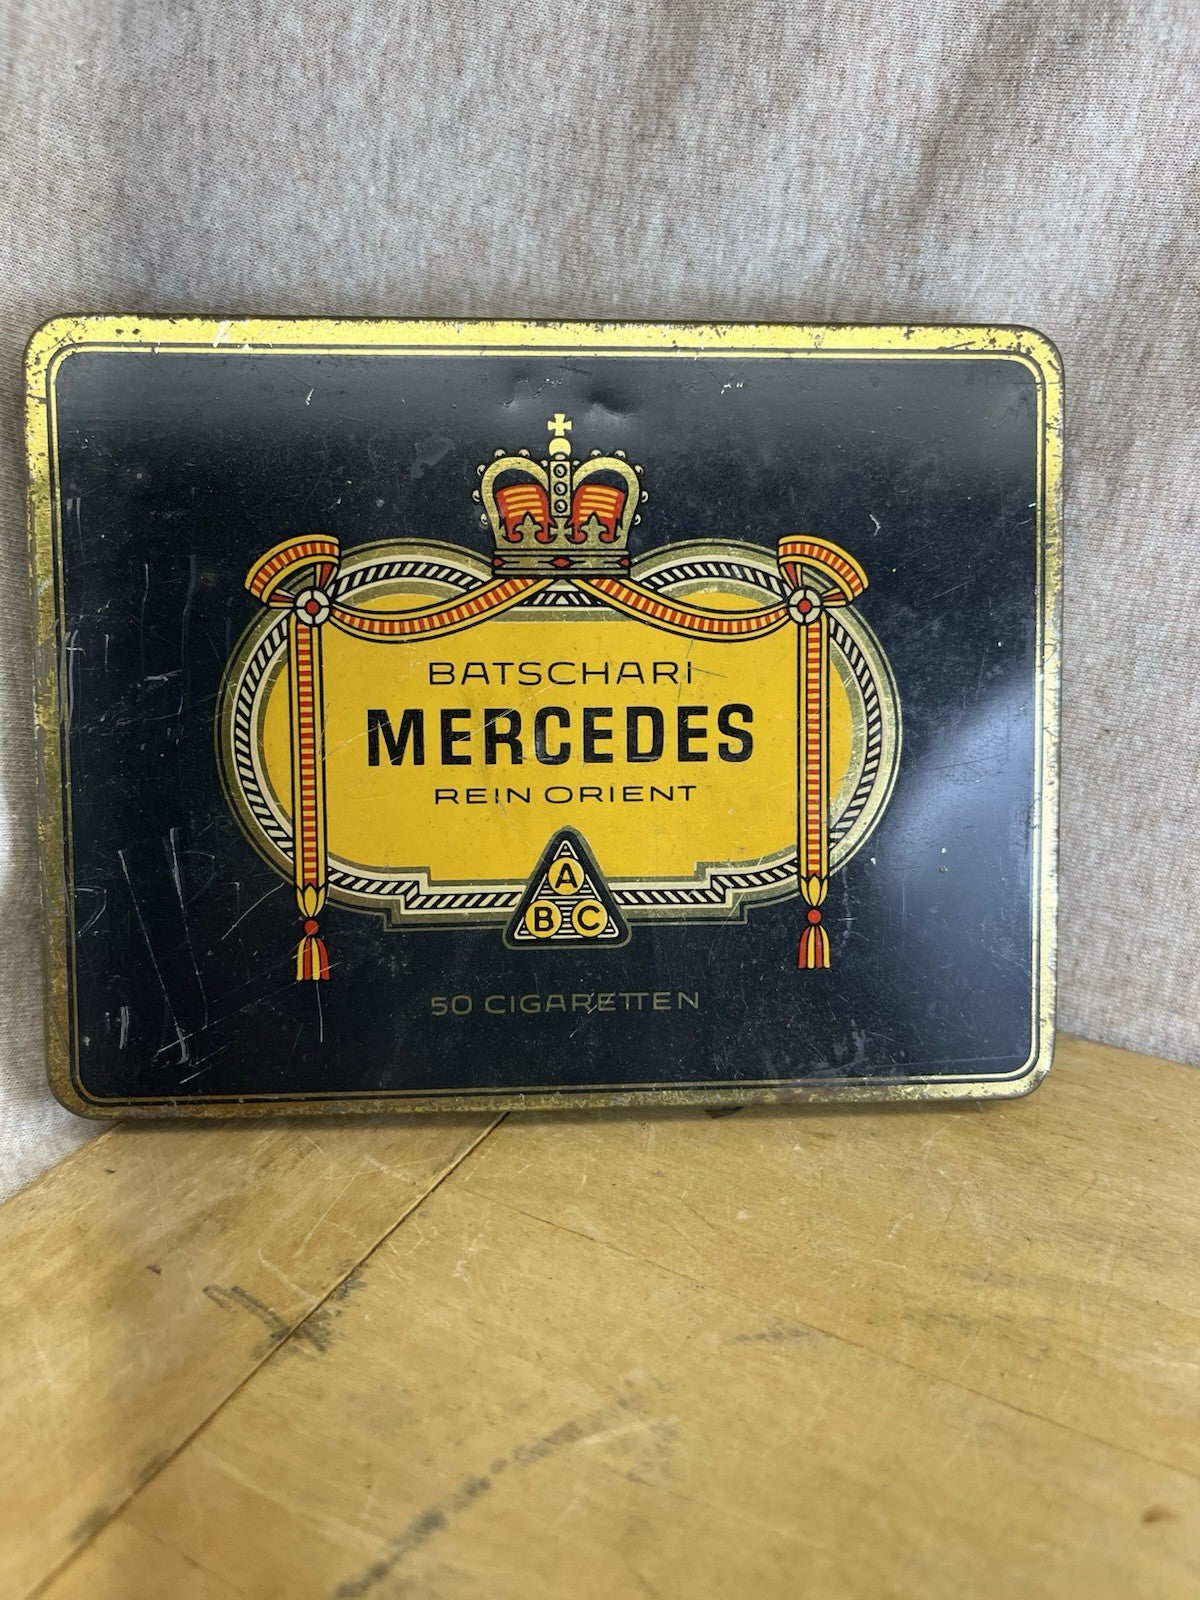 BATSCHARI
MERCEDES
REIN ORIENT
A
B C
50 CIGARETTEN